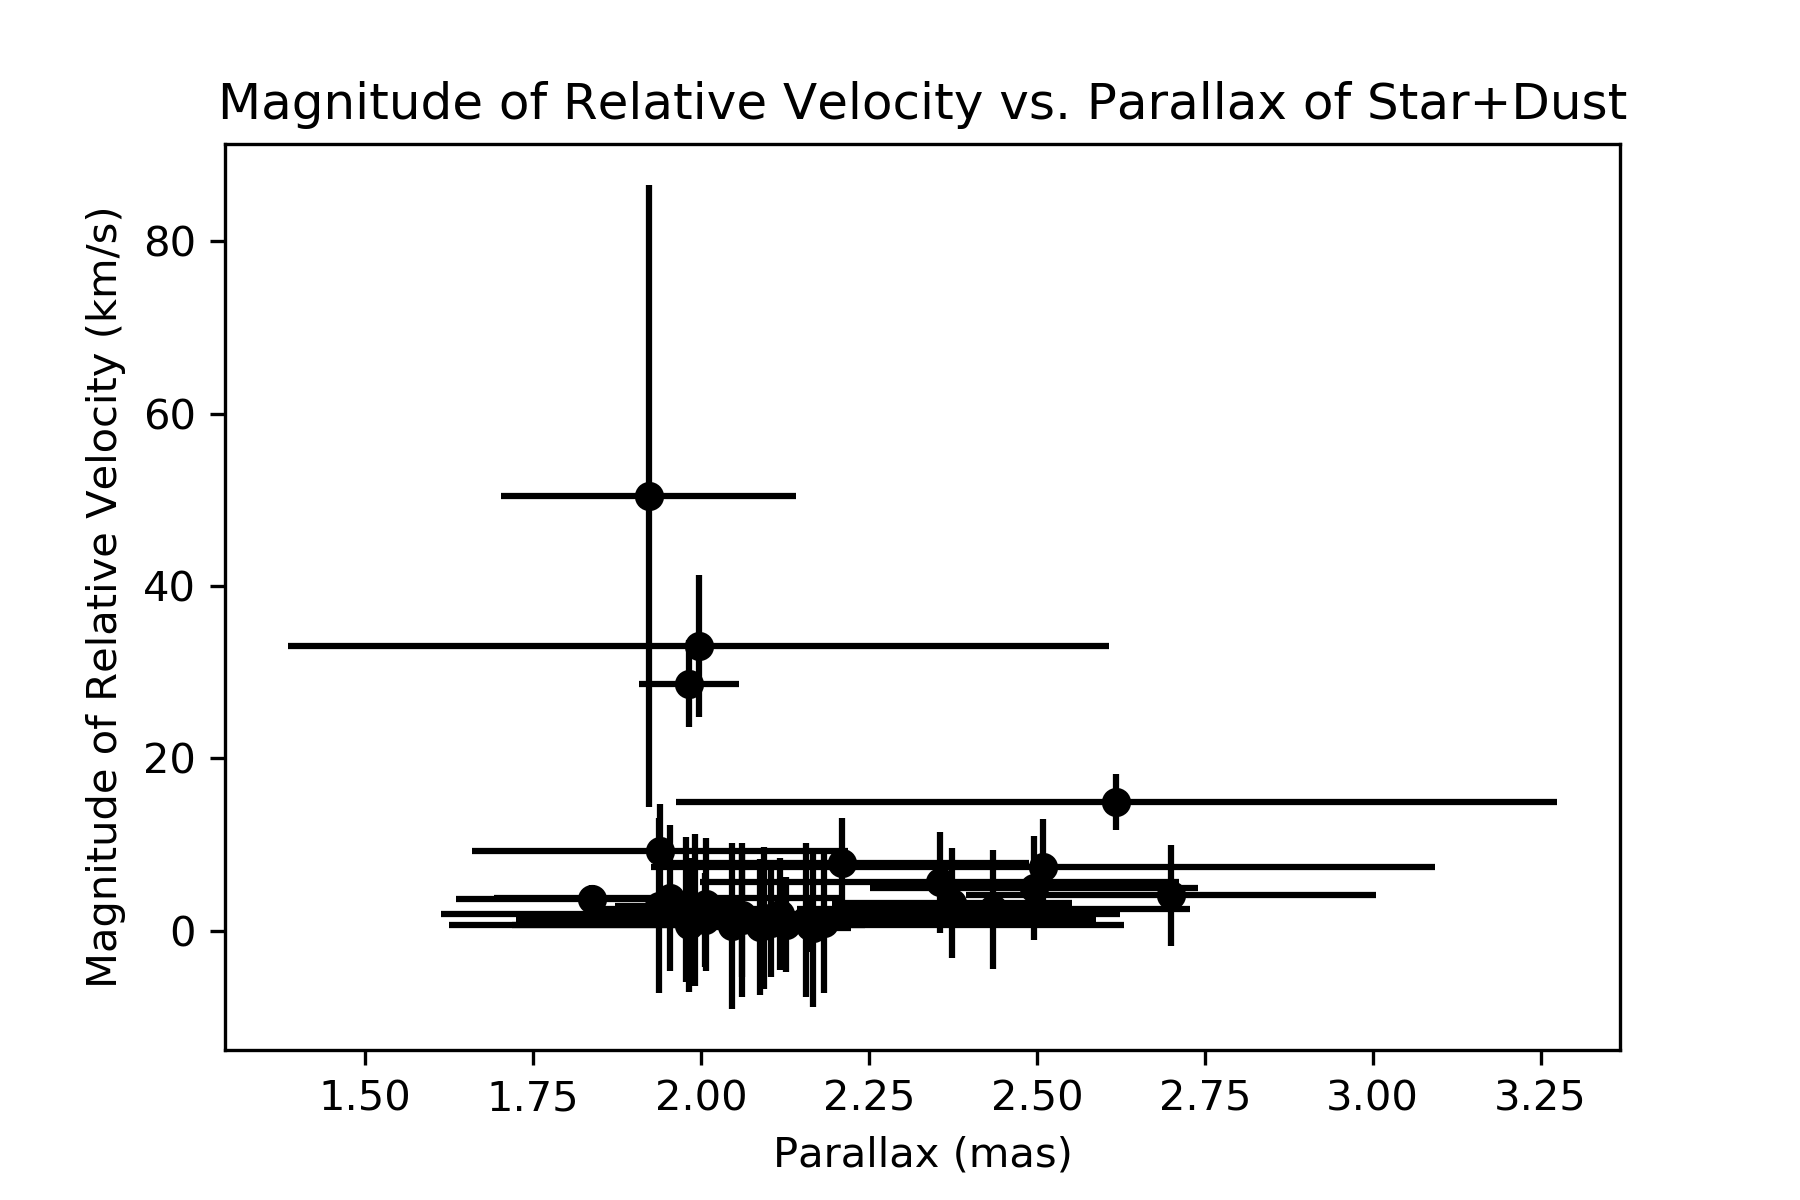 Magnitude of Relative Velocity vs. Parallax of Star+Dust
Magnitude of Relative Velocity (km/s)
80
60
40
20
0
1.50 1.75 2.00 2.25 2.50 2.75 3.00 3.25
Parallax (mas)